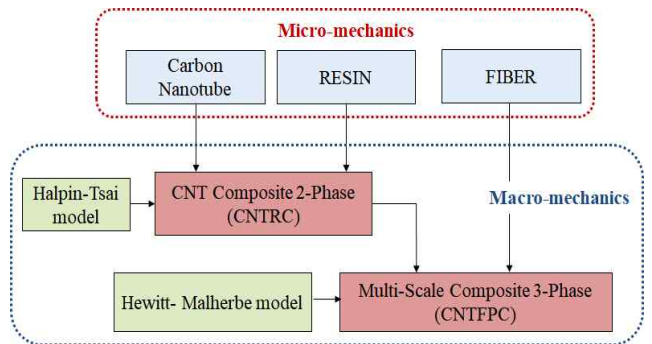 Micro-mechanics
Carbon
Nanotube
RESIN
FIBER
Halpin-Tsai
model
CNT Composite 2-Phase
(CNTRC)
Macro-mechanics
Hewitt- Malherbe model
Multi-Scale Composite 3-Phase
(CNTFPC)